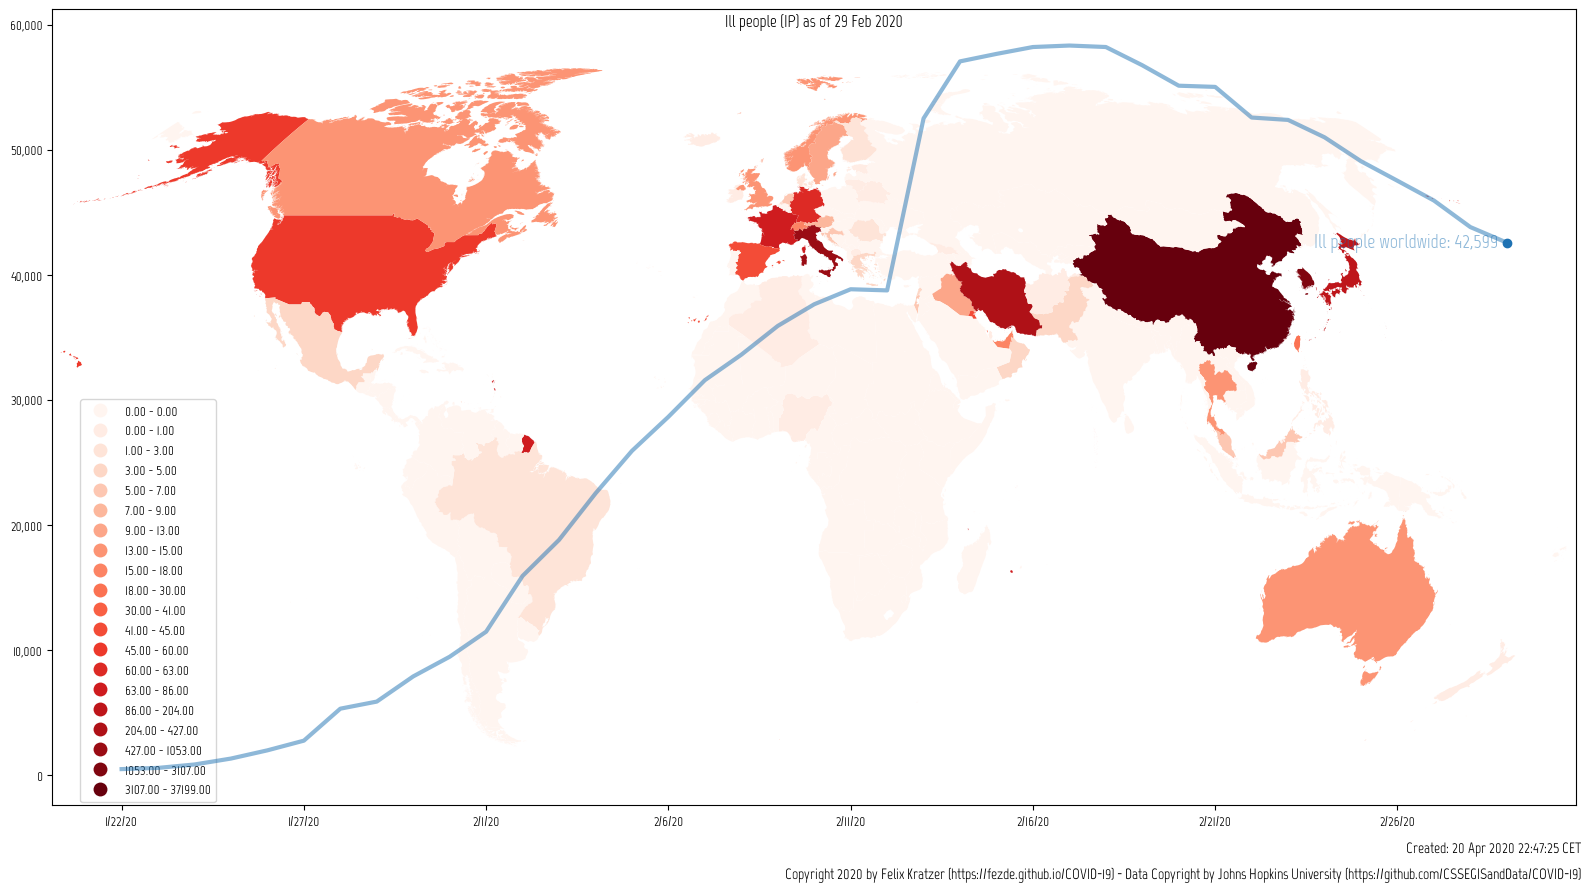 Ill people (IP) as of 29 Feb 2020
60,000
50,000
40,000
30,000
20,000
10,000
0
Ill people worldwide: 42,599
0.00 - 0.00
0.00 - 1.00
1.00 - 3.00
3.00 - 5.00
5.00 - 7.00
7.00 - 9.00
9.00 - 13.00
13.00 - 15.00
15.00 - 18.00
18.00 - 30.00
30.00 - 41.00
41.00 - 45.00
45.00 - 60.00
60.00 - 63.00
63.00 - 86.00
86.00 - 204.00
204.00 - 427.00
427.00 - 1053.00
1053.00 - 3107.00
3107.00 - 37199.00
1/22/20
1/27/20
2/1/20
2/6/20
2/11/20
2/16/20
2/21/20
2/26/20
Created: 20 Apr 2020 22:47:25 CET
Copyright 2020 by Felix Kratzer (https://fezde.github.io/COVID-19) - Data Copyright by Johns Hopkins University (https://github.com/CSSEGISandData/COVID-19)